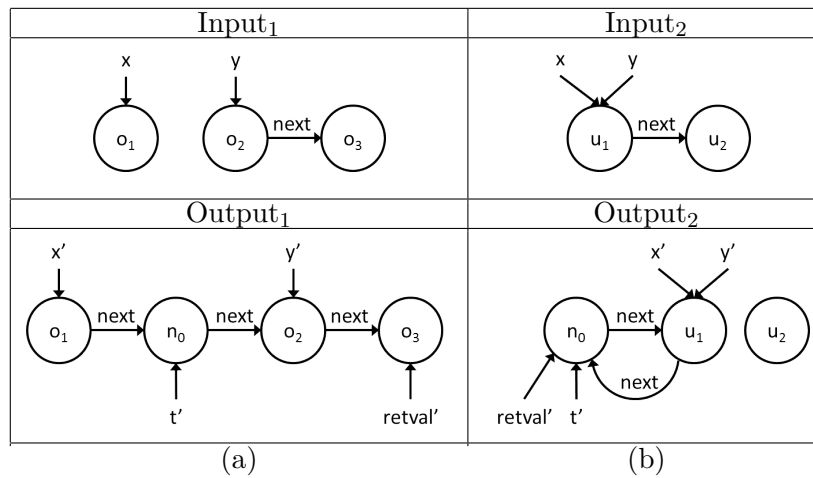 Input₁ Input₂
x y x y
o₁ o₂ next o₃ u₁ next u₂
Output₁ Output₂
x’ y’ x’ y’
o₁ next n₀ next o₂ next o₃ n₀ next u₁ u₂
next
t’ retval’ retval’ t’
(a) (b)